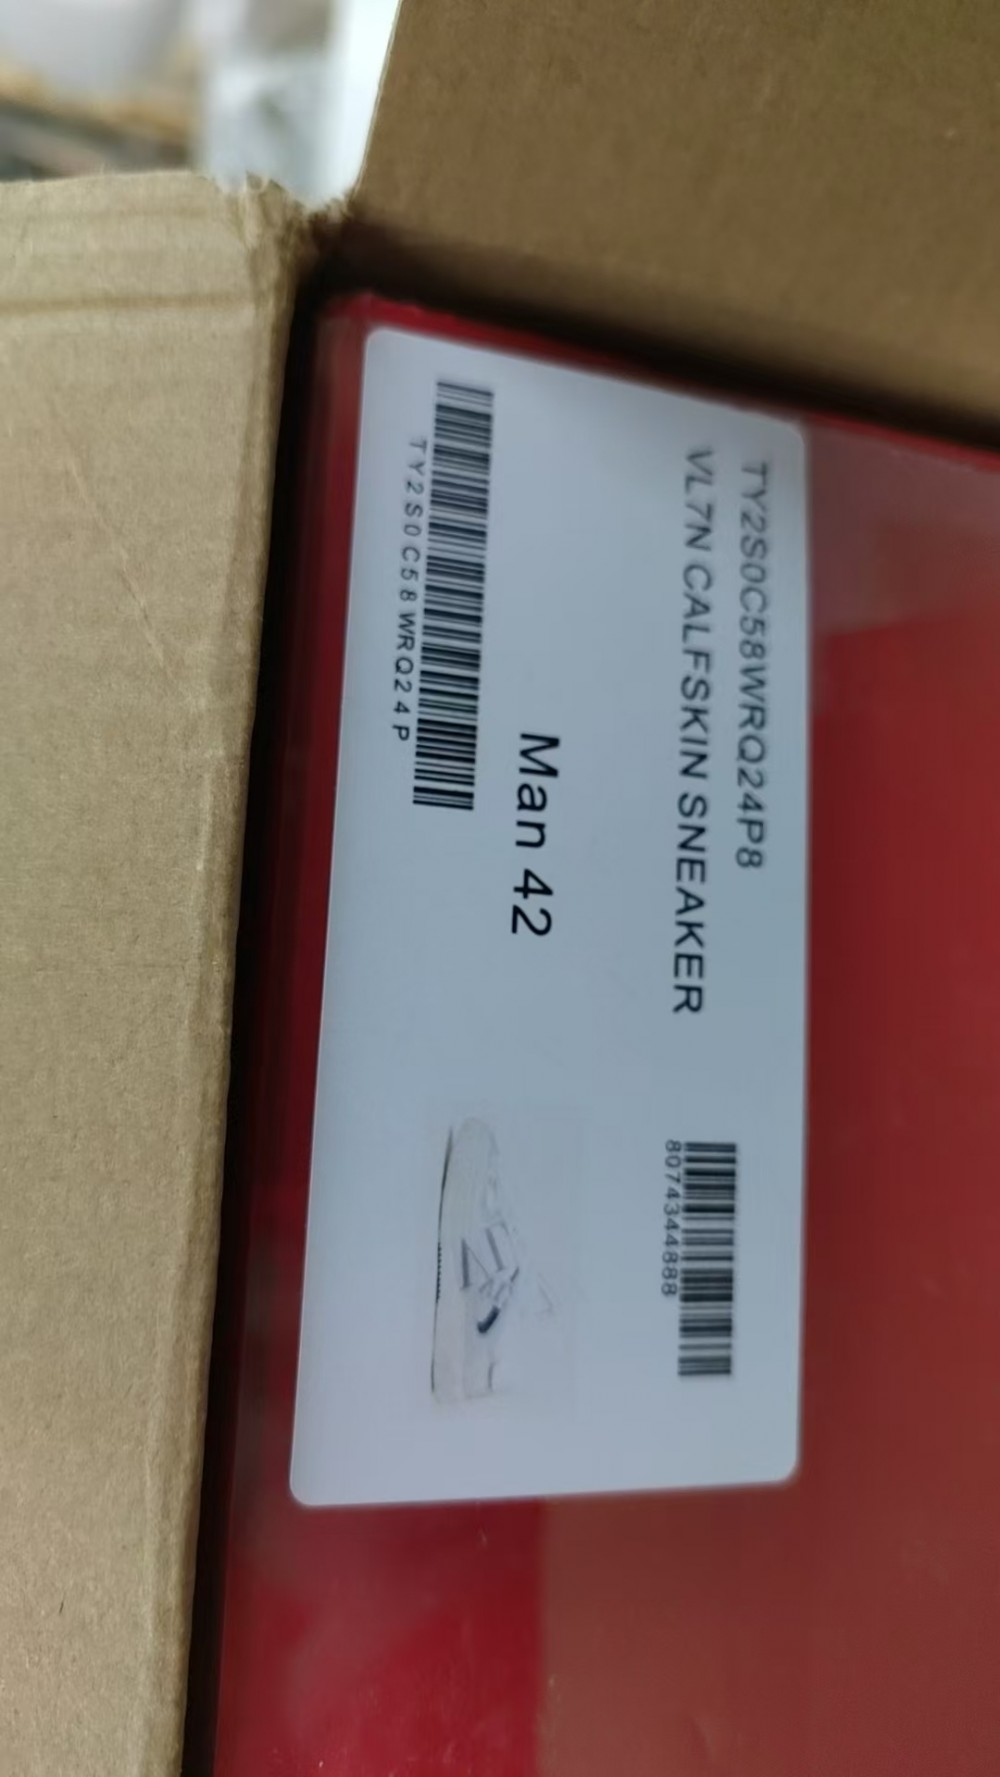 TY2S0C58WRQ24P8
VL7N CALFSKIN SNEAKER
8074344888
Man 42
TY2S0C58WRQ24P